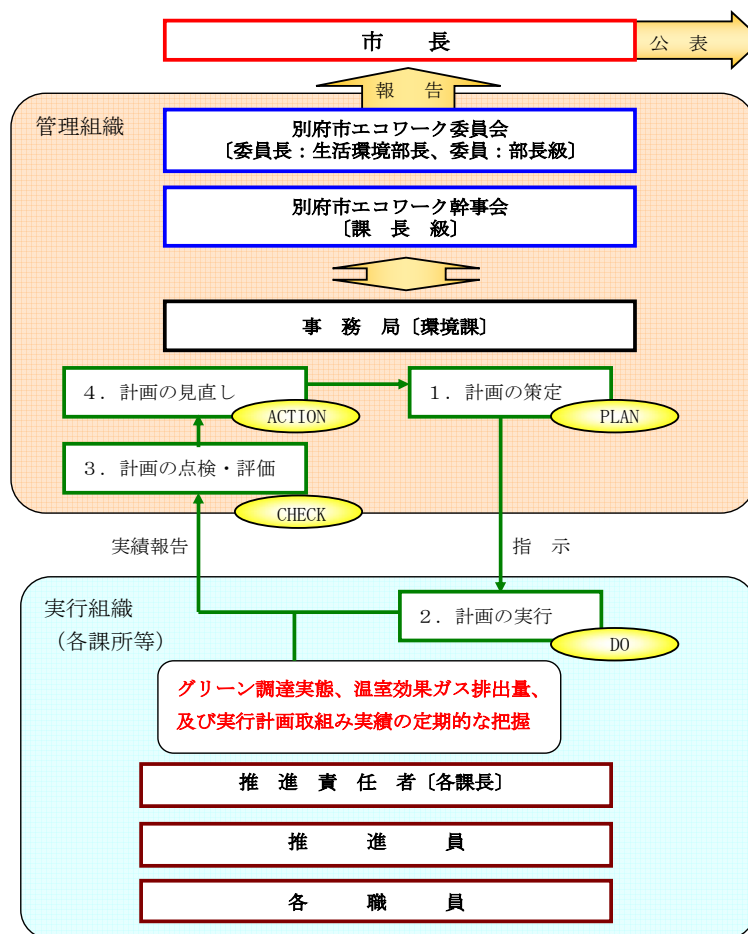 市　長
公　表
報　告
管理組織
別府市エコワーク委員会
〔委員長：生活環境部長、委員：部長級〕
別府市エコワーク幹事会
〔課　長　級〕
事　務　局〔環境課〕
４．計画の見直し
ACTION
１．計画の策定
PLAN
３．計画の点検・評価
CHECK
実績報告
指　示
実行組織
（各課所等）
２．計画の実行
DO
グリーン調達実態、温室効果ガス排出量、
及び実行計画取組み実績の定期的な把握
推　進　責　任　者〔各課長〕
推　進　員
各　職　員